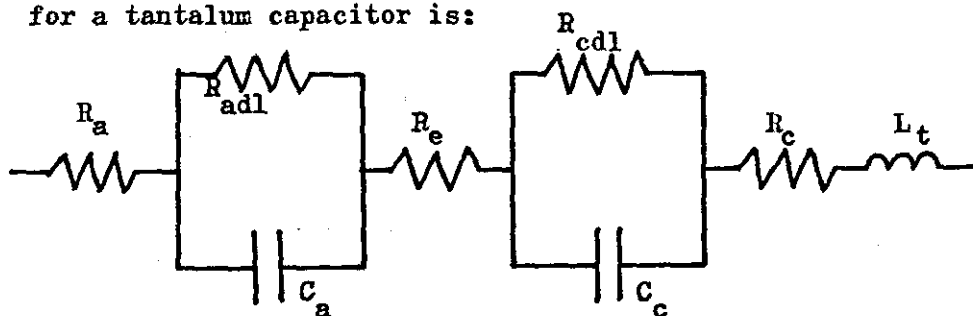 for a tantalum capacitor is:
R_cdl
R_adl
R_a
R_e
R_c
L_t
C_a
C_c